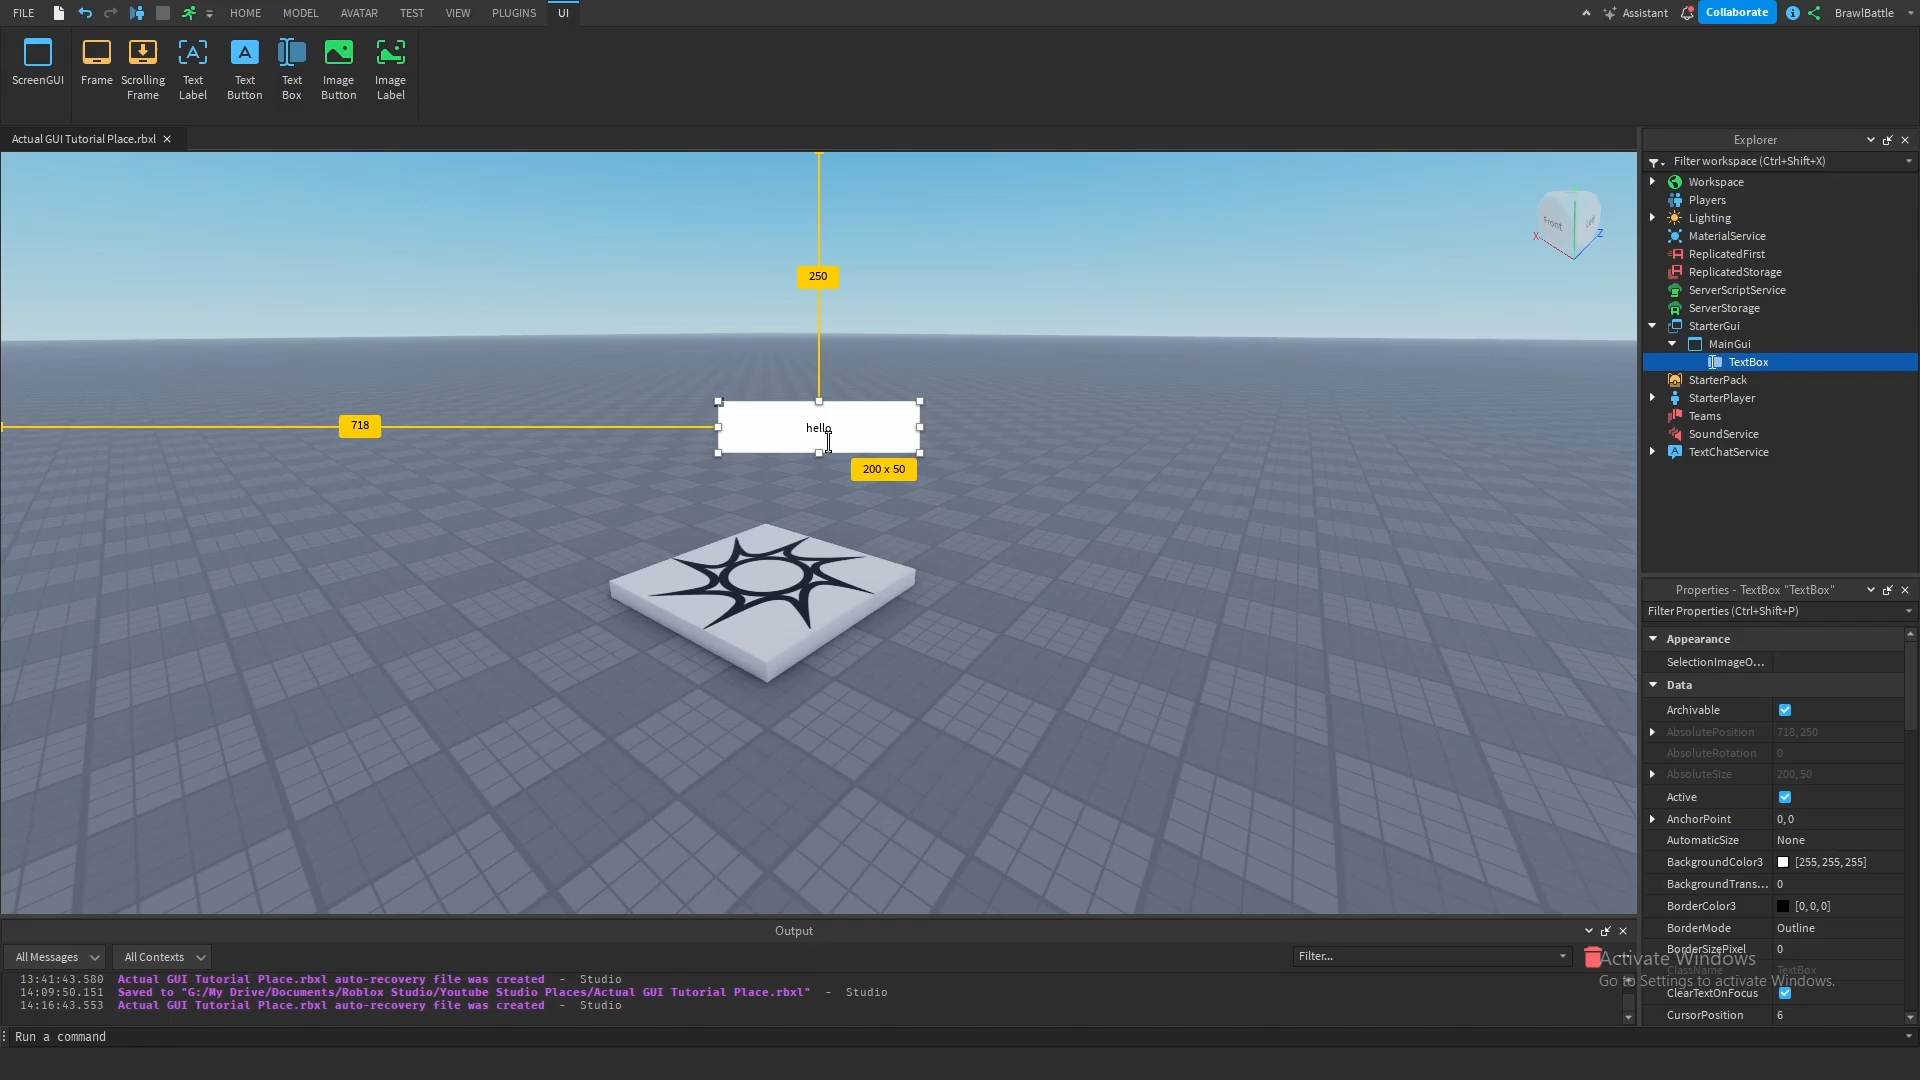 FILE HOME MODEL AVATAR TEST VIEW PLUGINS UI Assistant Collaborate BrawlBattle
ScreenGUI Frame Scrolling Frame Text Label Text Button Text Box Image Button Image Label
Actual GUI Tutorial Place.rbxl
250
718
hello
200 x 50
Front
X
Z
Explorer
Filter workspace (Ctrl+Shift+X)
Workspace
Players
Lighting
MaterialService
ReplicatedFirst
ReplicatedStorage
ServerScriptService
ServerStorage
StarterGui
MainGui
TextBox
StarterPack
StarterPlayer
Teams
SoundService
TextChatService
Properties - TextBox "TextBox"
Filter Properties (Ctrl+Shift+P)
Appearance
SelectionImageO...
Data
Archivable
AbsolutePosition 718, 250
AbsoluteRotation 0
AbsoluteSize 200, 50
Active
AnchorPoint 0, 0
AutomaticSize None
BackgroundColor3 [255, 255, 255]
BackgroundTrans... 0
BorderColor3 [0, 0, 0]
BorderMode Outline
BorderSizePixel 0
ClassName TextBox
ClearTextOnFocus
CursorPosition 6
Activate Windows
Go to Settings to activate Windows.
Output
All Messages All Contexts Filter...
13:41:43.580 Actual GUI Tutorial Place.rbxl auto-recovery file was created - Studio
14:09:50.151 Saved to "G:/My Drive/Documents/Roblox Studio/Youtube Studio Places/Actual GUI Tutorial Place.rbxl" - Studio
14:16:43.553 Actual GUI Tutorial Place.rbxl auto-recovery file was created - Studio
Run a command